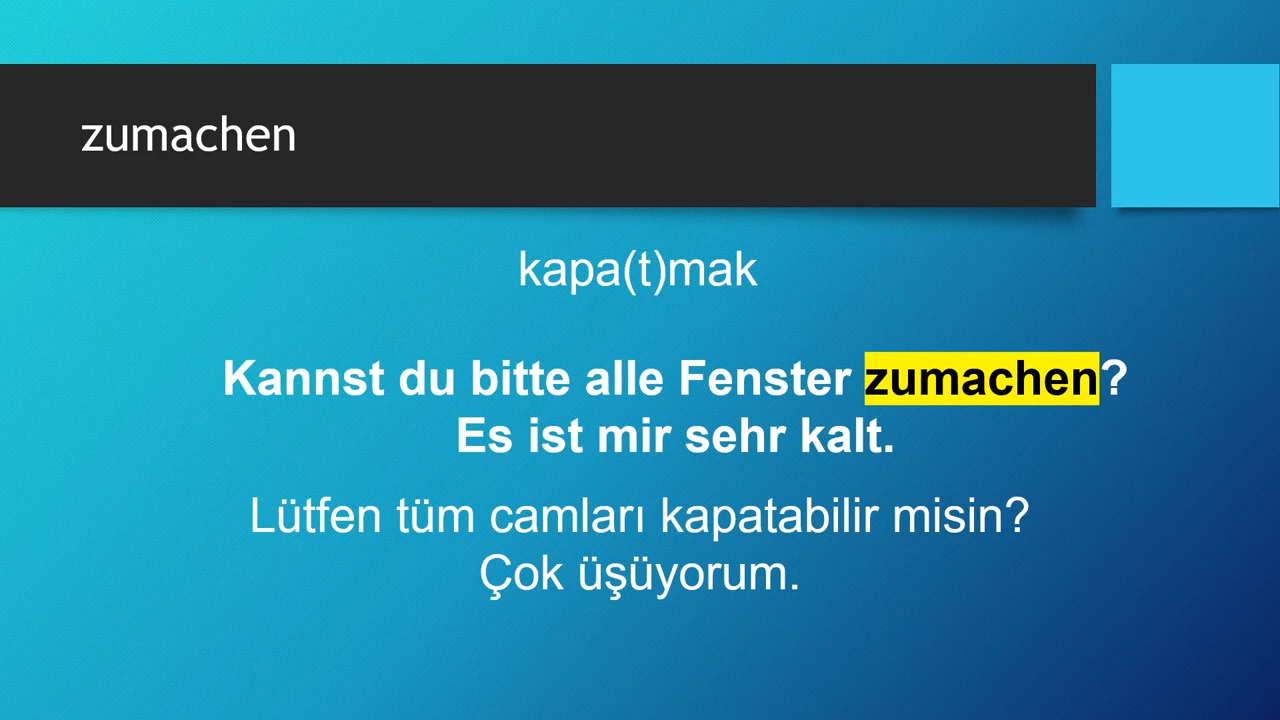 zumachen
kapa(t)mak
Kannst du bitte alle Fenster zumachen?
Es ist mir sehr kalt.
Lütfen tüm camları kapatabilir misin?
Çok üşüyorum.